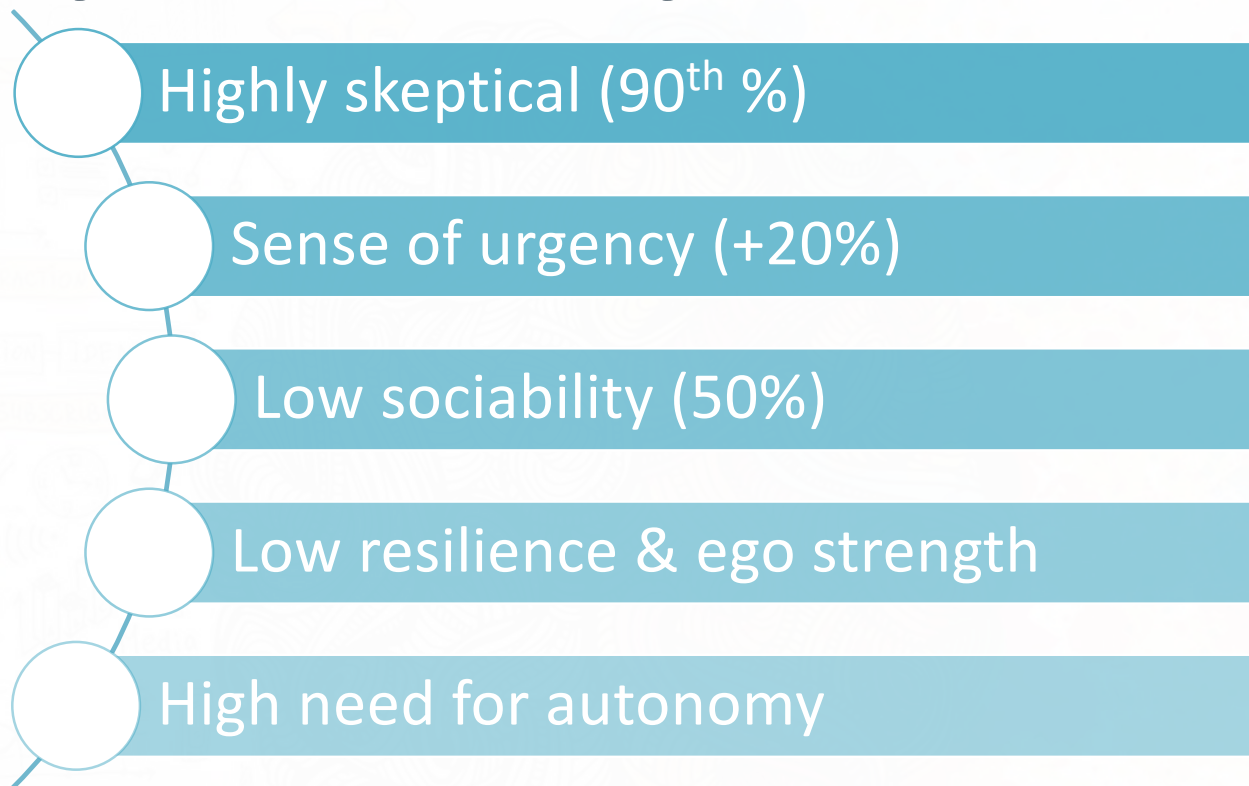 Highly skeptical (90th %)
Sense of urgency (+20%)
Low sociability (50%)
Low resilience & ego strength
High need for autonomy